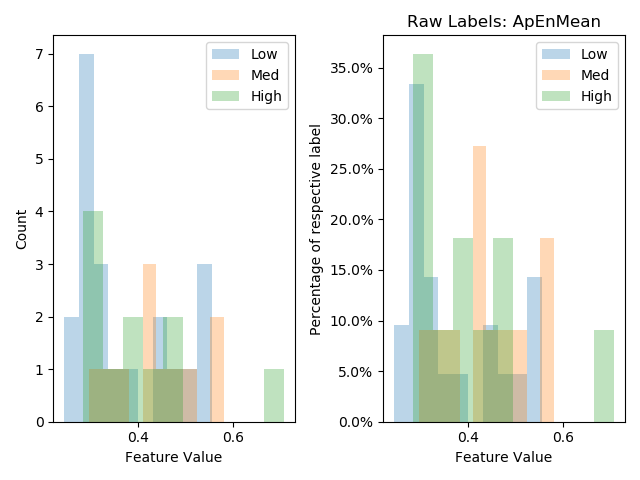 Raw Labels: ApEnMean
7
6
5
4
3
2
1
0
Count
0.4
0.6
Feature Value
Low
Med
High
35.0%
30.0%
25.0%
20.0%
15.0%
10.0%
5.0%
0.0%
Percentage of respective label
0.4
0.6
Feature Value
Low
Med
High